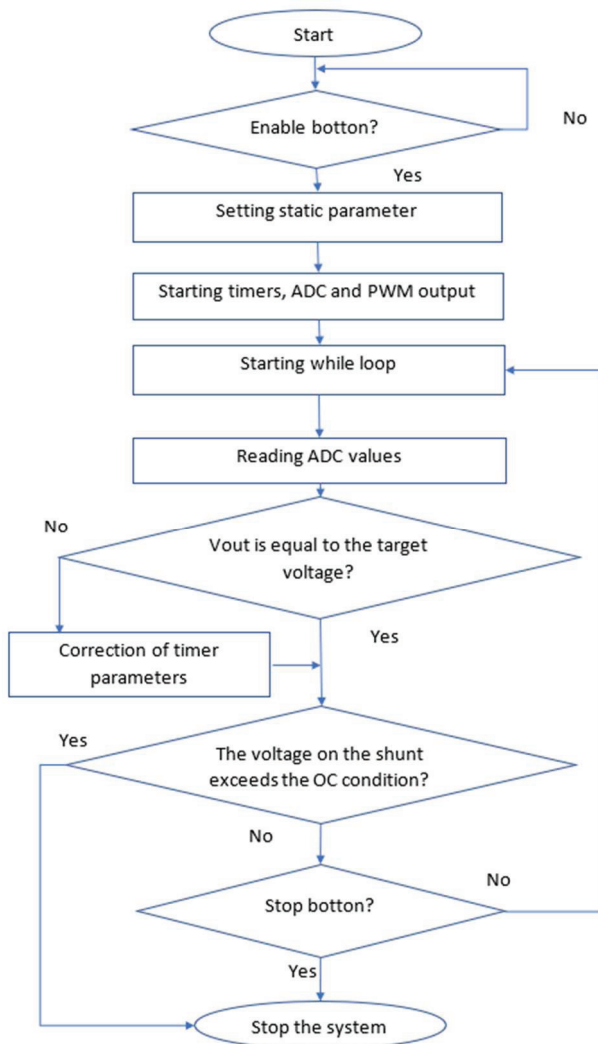 Start
Enable botton?
No
Yes
Setting static parameter
Starting timers, ADC and PWM output
Starting while loop
Reading ADC values
No
Vout is equal to the target
voltage?
Yes
Correction of timer
parameters
Yes
The voltage on the shunt
exceeds the OC condition?
No
No
Stop botton?
Yes
Stop the system